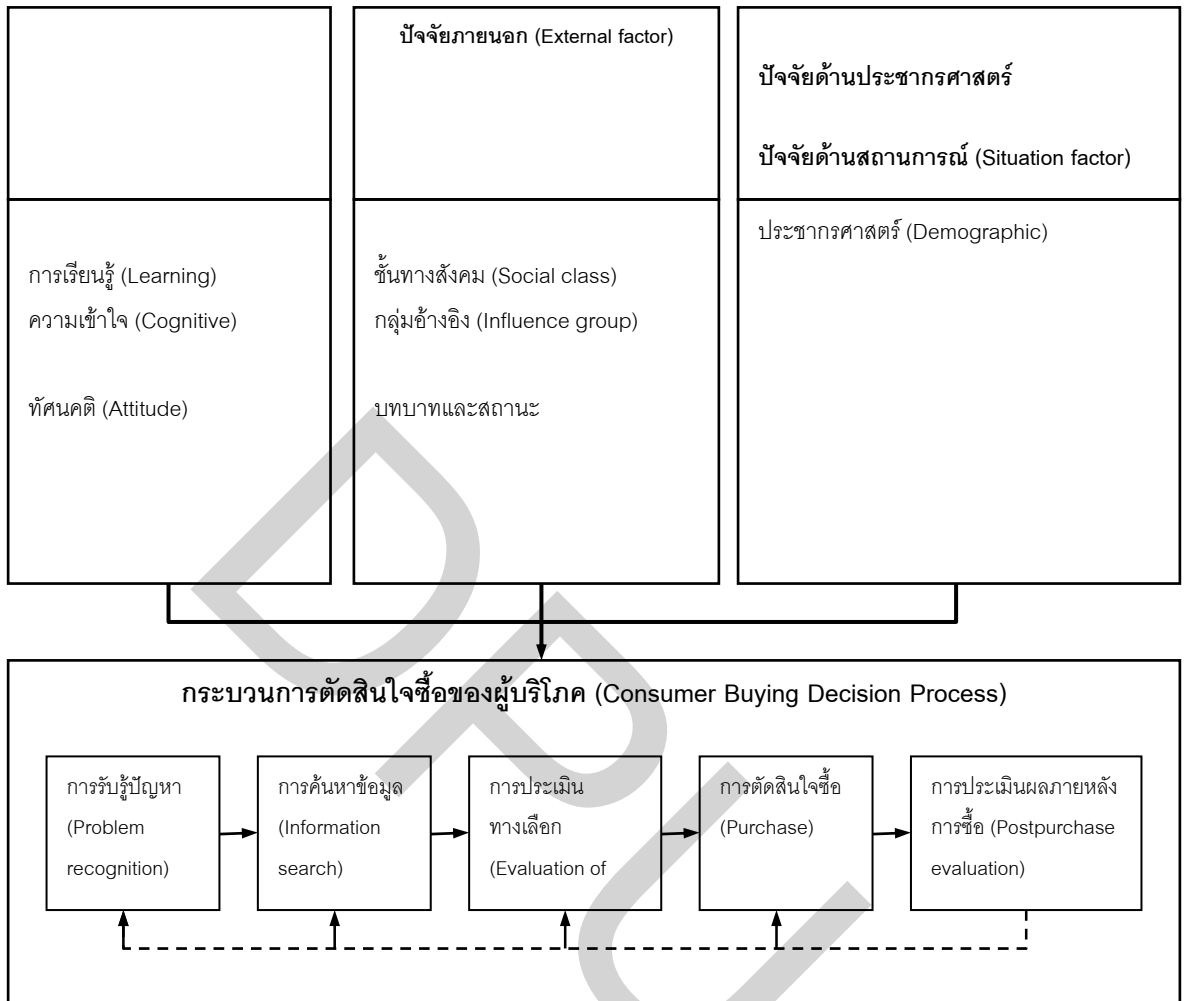 ปัจจัยภายนอก (External factor)
ปัจจัยด้านประชากรศาสตร์
ปัจจัยด้านสถานการณ์ (Situation factor)
การเรียนรู้ (Learning)
ความเข้าใจ (Cognitive)
ทัศนคติ (Attitude)
ชั้นทางสังคม (Social class)
กลุ่มอ้างอิง (Influence group)
บทบาทและสถานะ
ประชากรศาสตร์ (Demographic)
กระบวนการตัดสินใจซื้อของผู้บริโภค (Consumer Buying Decision Process)
การรับรู้ปัญหา
(Problem
recognition)
การค้นหาข้อมูล
(Information
search)
การประเมิน
ทางเลือก
(Evaluation of
การตัดสินใจซื้อ
(Purchase)
การประเมินผลภายหลัง
การซื้อ (Postpurchase
evaluation)
DPU